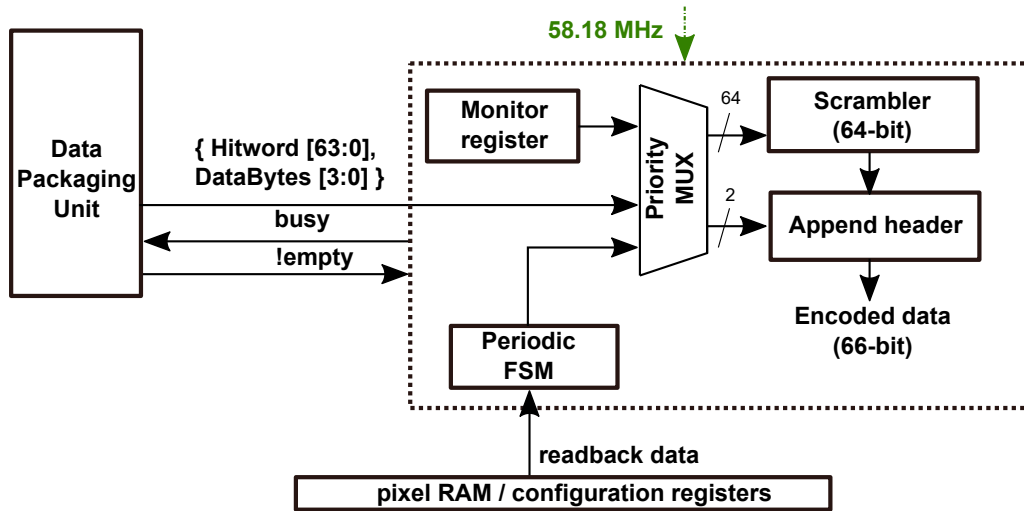 58.18 MHz
Data
Packaging
Unit
{ Hitword [63:0],
DataBytes [3:0] }
busy
!empty
Monitor
register
Priority
MUX
64
2
Scrambler
(64-bit)
Append header
Encoded data
(66-bit)
Periodic
FSM
readback data
pixel RAM / configuration registers